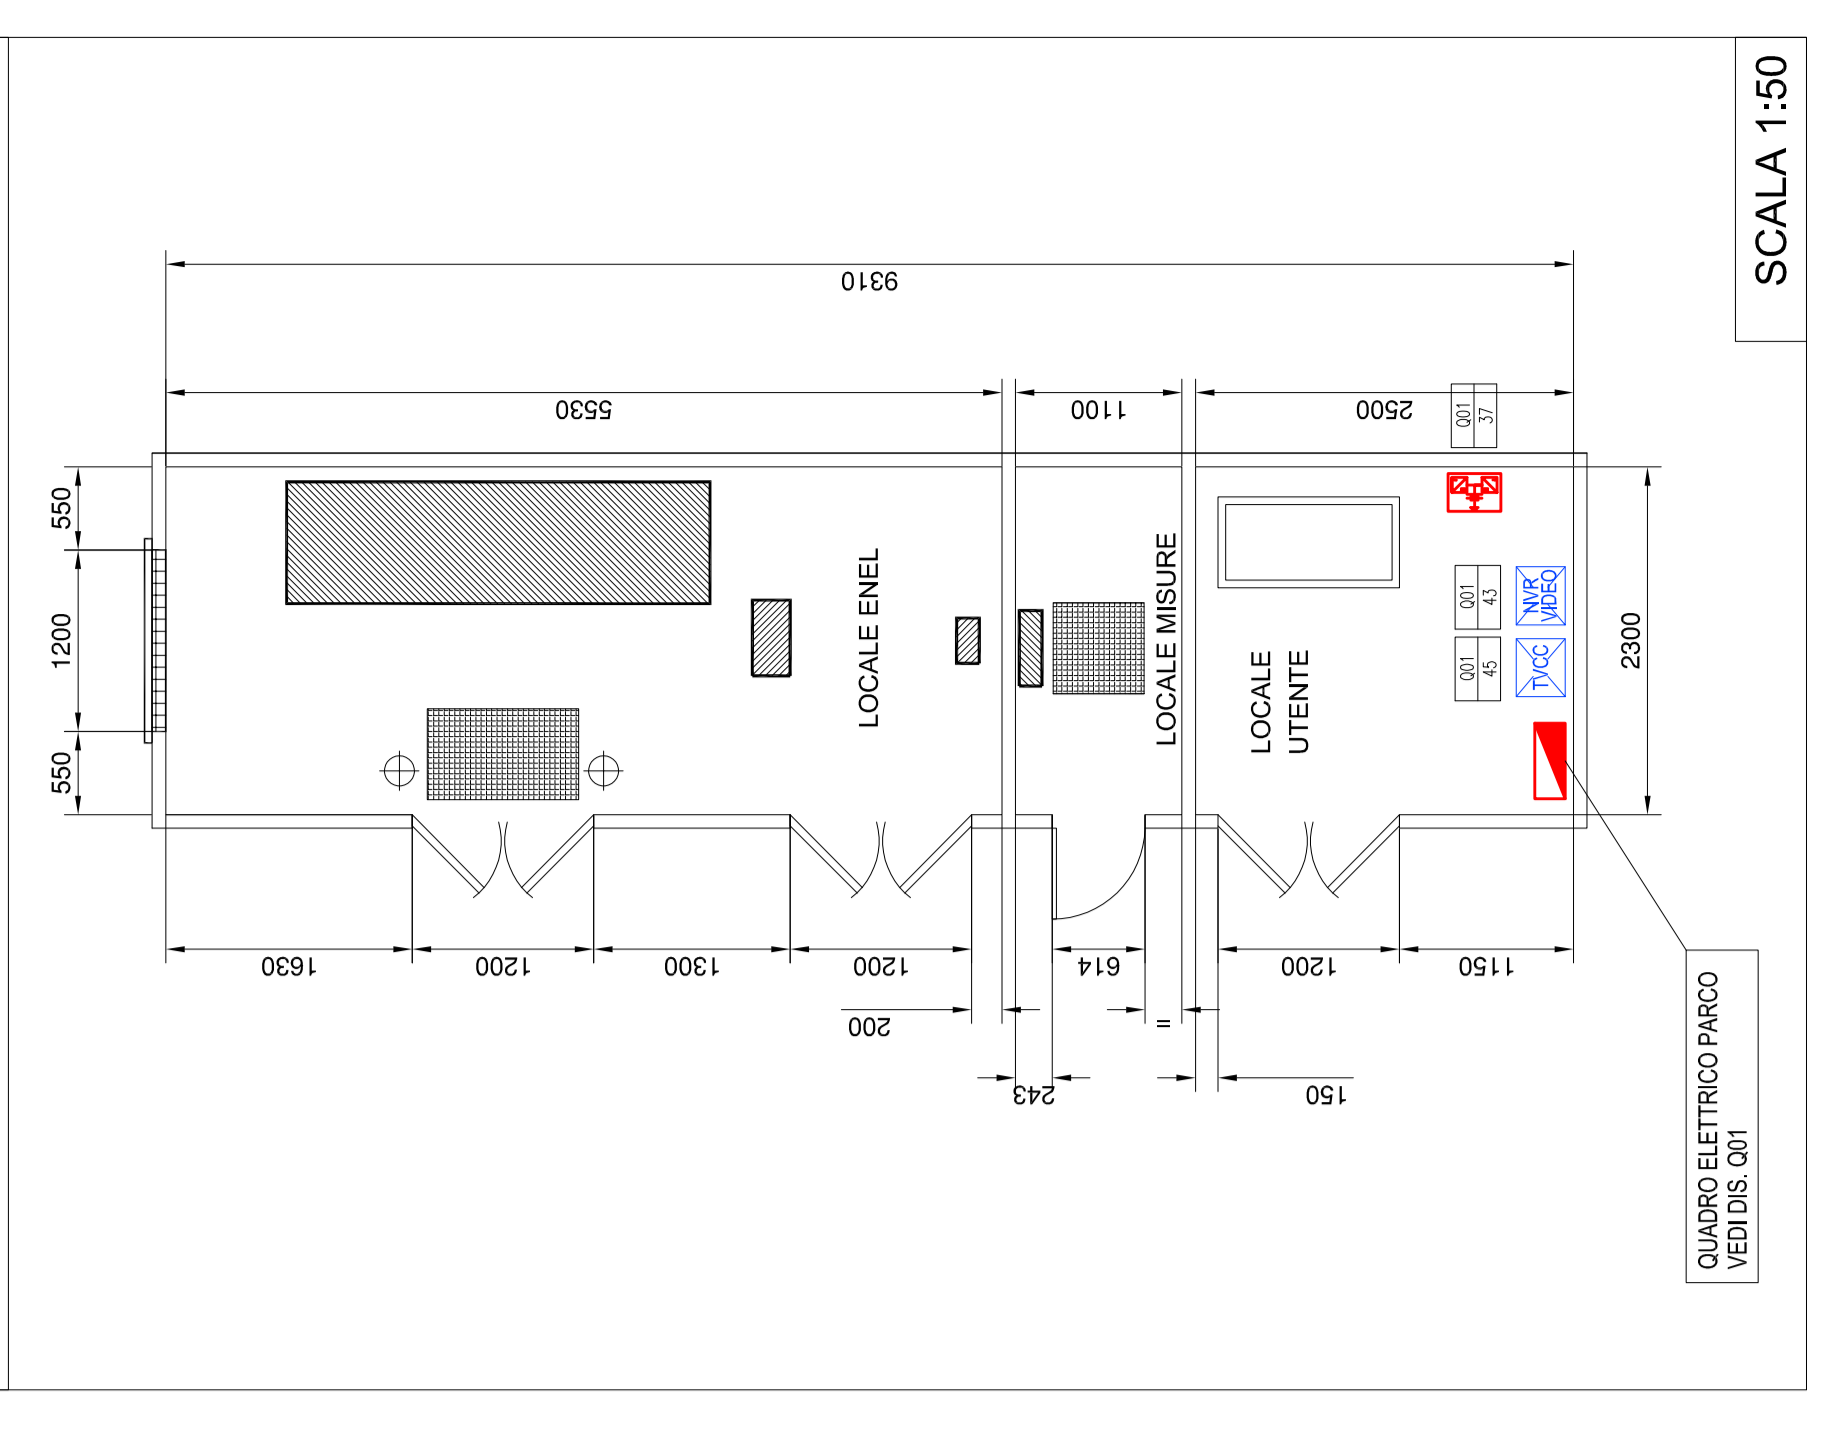 SCALA 1:50
9310
5530
1100
2500
Q01
37
550
1200
550
LOCALE ENEL
LOCALE MISURE
LOCALE
UTENTE
Q01
43
Q01
45
NVR
VIDEO
TVCC
2300
1630
1200
1300
1200
614
1200
1150
200
=
243
150
QUADRO ELETTRICO PARCO
VEDI DIS. Q01